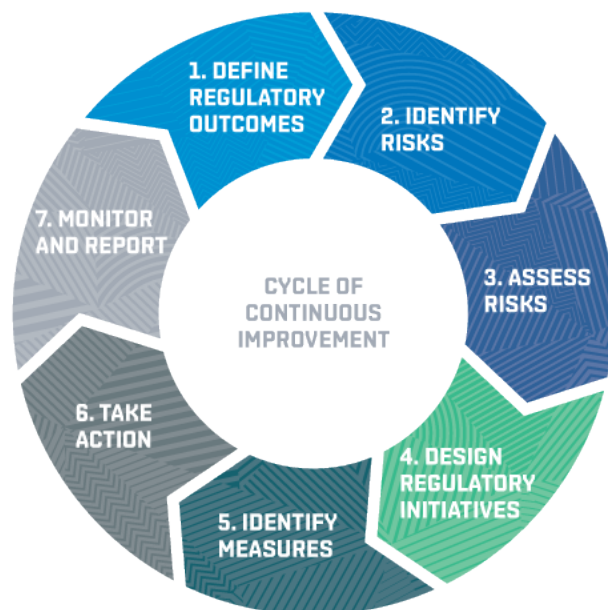 1. DEFINE
REGULATORY
OUTCOMES
2. IDENTIFY
RISKS
3. ASSESS
RISKS
4. DESIGN
REGULATORY
INITIATIVES
5. IDENTIFY
MEASURES
6. TAKE
ACTION
7. MONITOR
AND REPORT
CYCLE OF
CONTINUOUS
IMPROVEMENT